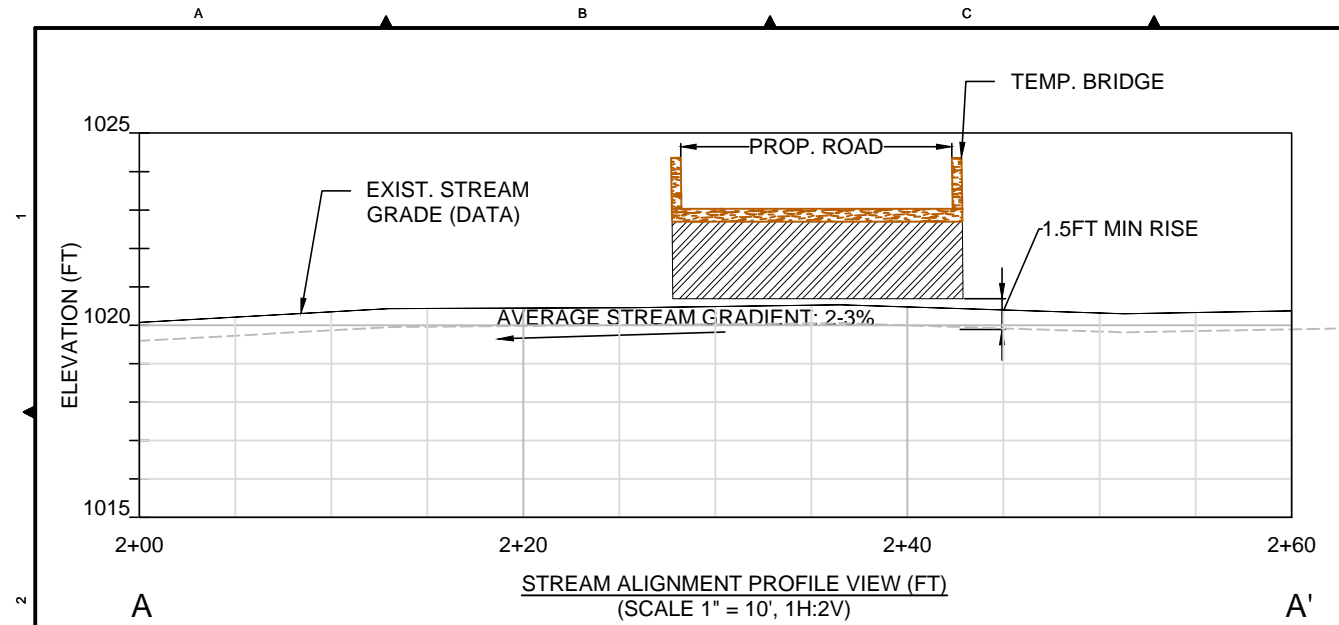 A B C
TEMP. BRIDGE
1025
PROP. ROAD
EXIST. STREAM
GRADE (DATA)
1
1.5FT MIN RISE
ELEVATION (FT)
1020
AVERAGE STREAM GRADIENT: 2-3%
1015
2+00 2+20 2+40 2+60
STREAM ALIGNMENT PROFILE VIEW (FT)
(SCALE 1" = 10', 1H:2V)
2
A A'